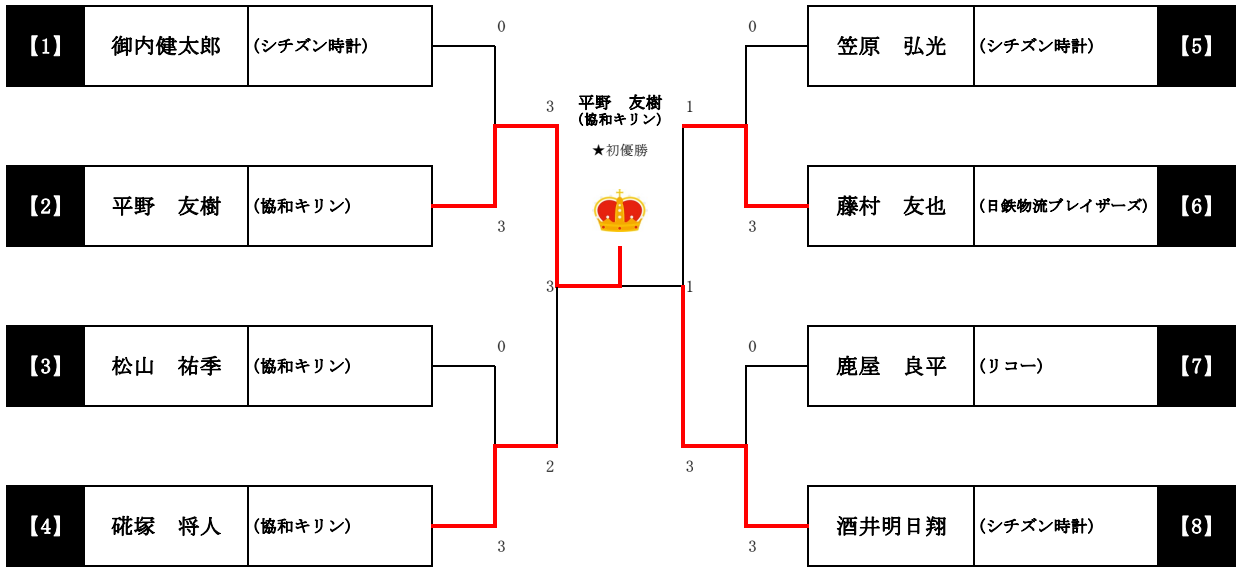 【1】 御内健太郎 (シチズン時計)
0
3
【2】 平野 友樹 (協和キリン)
3
【3】 松山 祐季 (協和キリン)
0
2
【4】 硴塚 将人 (協和キリン)
3
平野 友樹
(協和キリン)
★初優勝
3
1
0
笠原 弘光 (シチズン時計) 【5】
1
藤村 友也 (日鉄物流ブレイザーズ) 【6】
3
0
鹿屋 良平 (リコー) 【7】
3
酒井明日翔 (シチズン時計) 【8】
3